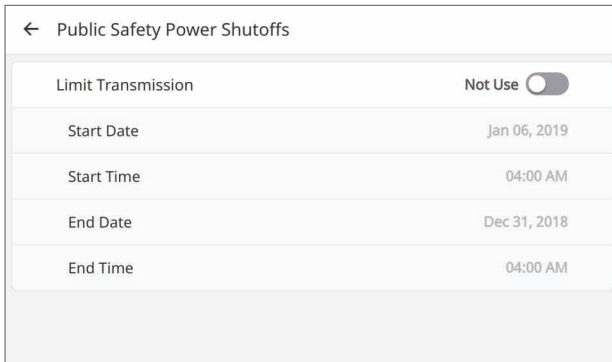 Public Safety Power Shutoffs
Limit Transmission Not Use
Start Date Jan 06, 2019
Start Time 04:00 AM
End Date Dec 31, 2018
End Time 04:00 AM